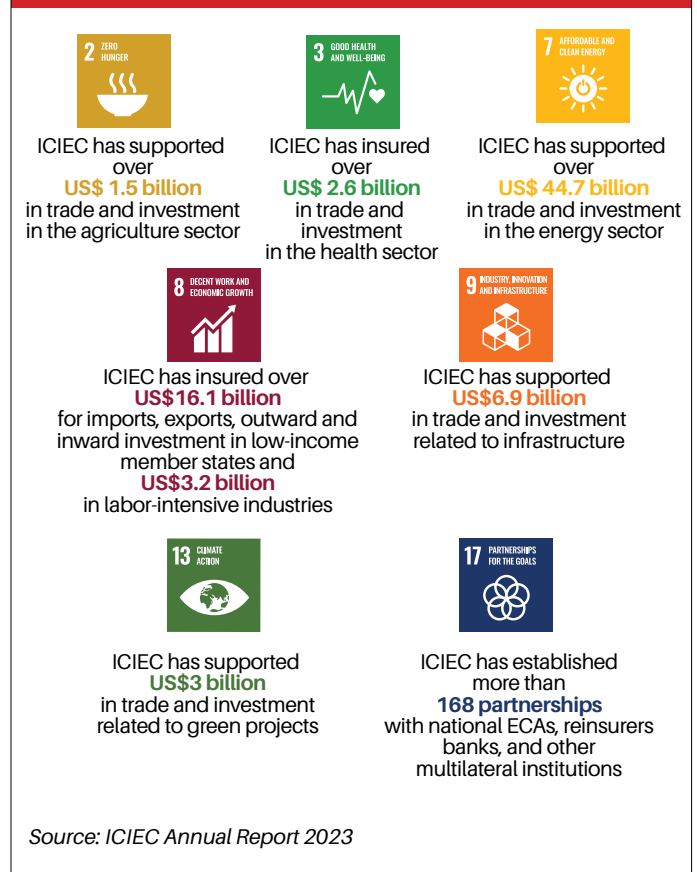 2 ZERO
HUNGER
ICIEC has supported
over
US$ 1.5 billion
in trade and investment
in the agriculture sector
3 GOOD HEALTH
AND WELL-BEING
ICIEC has insured
over
US$ 2.6 billion
in trade and
investment
in the health sector
7 AFFORDABLE AND
CLEAN ENERGY
ICIEC has supported
over
US$ 44.7 billion
in trade and investment
in the energy sector
8 DECENT WORK AND
ECONOMIC GROWTH
ICIEC has insured over
US$16.1 billion
for imports, exports, outward and
inward investment in low-income
member states and
US$3.2 billion
in labor-intensive industries
9 INDUSTRY, INNOVATION
AND INFRASTRUCTURE
ICIEC has supported
US$6.9 billion
in trade and investment
related to infrastructure
13 CLIMATE
ACTION
ICIEC has supported
US$3 billion
in trade and investment
related to green projects
17 PARTNERSHIPS
FOR THE GOALS
ICIEC has established
more than
168 partnerships
with national ECAs, reinsurers
banks, and other
multilateral institutions
Source: ICIEC Annual Report 2023